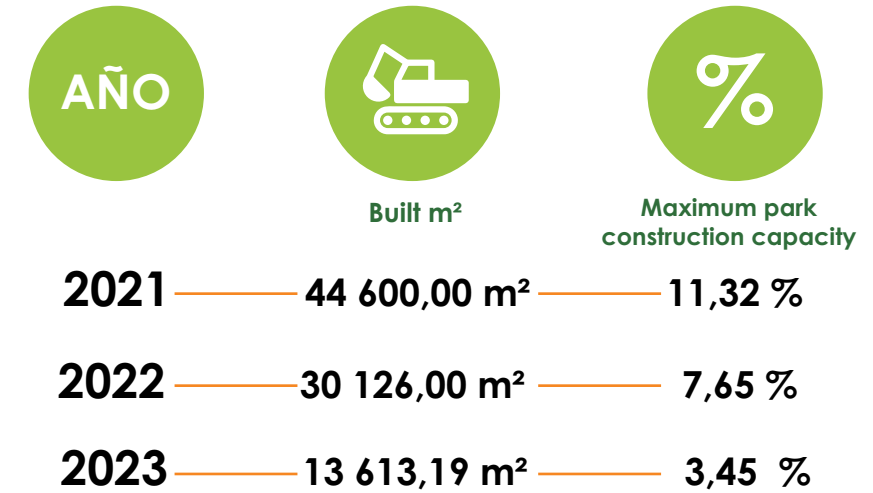 AÑO
%
Built m²
Maximum park
construction capacity
2021 44 600,00 m² 11,32 %
2022 30 126,00 m² 7,65 %
2023 13 613,19 m² 3,45 %